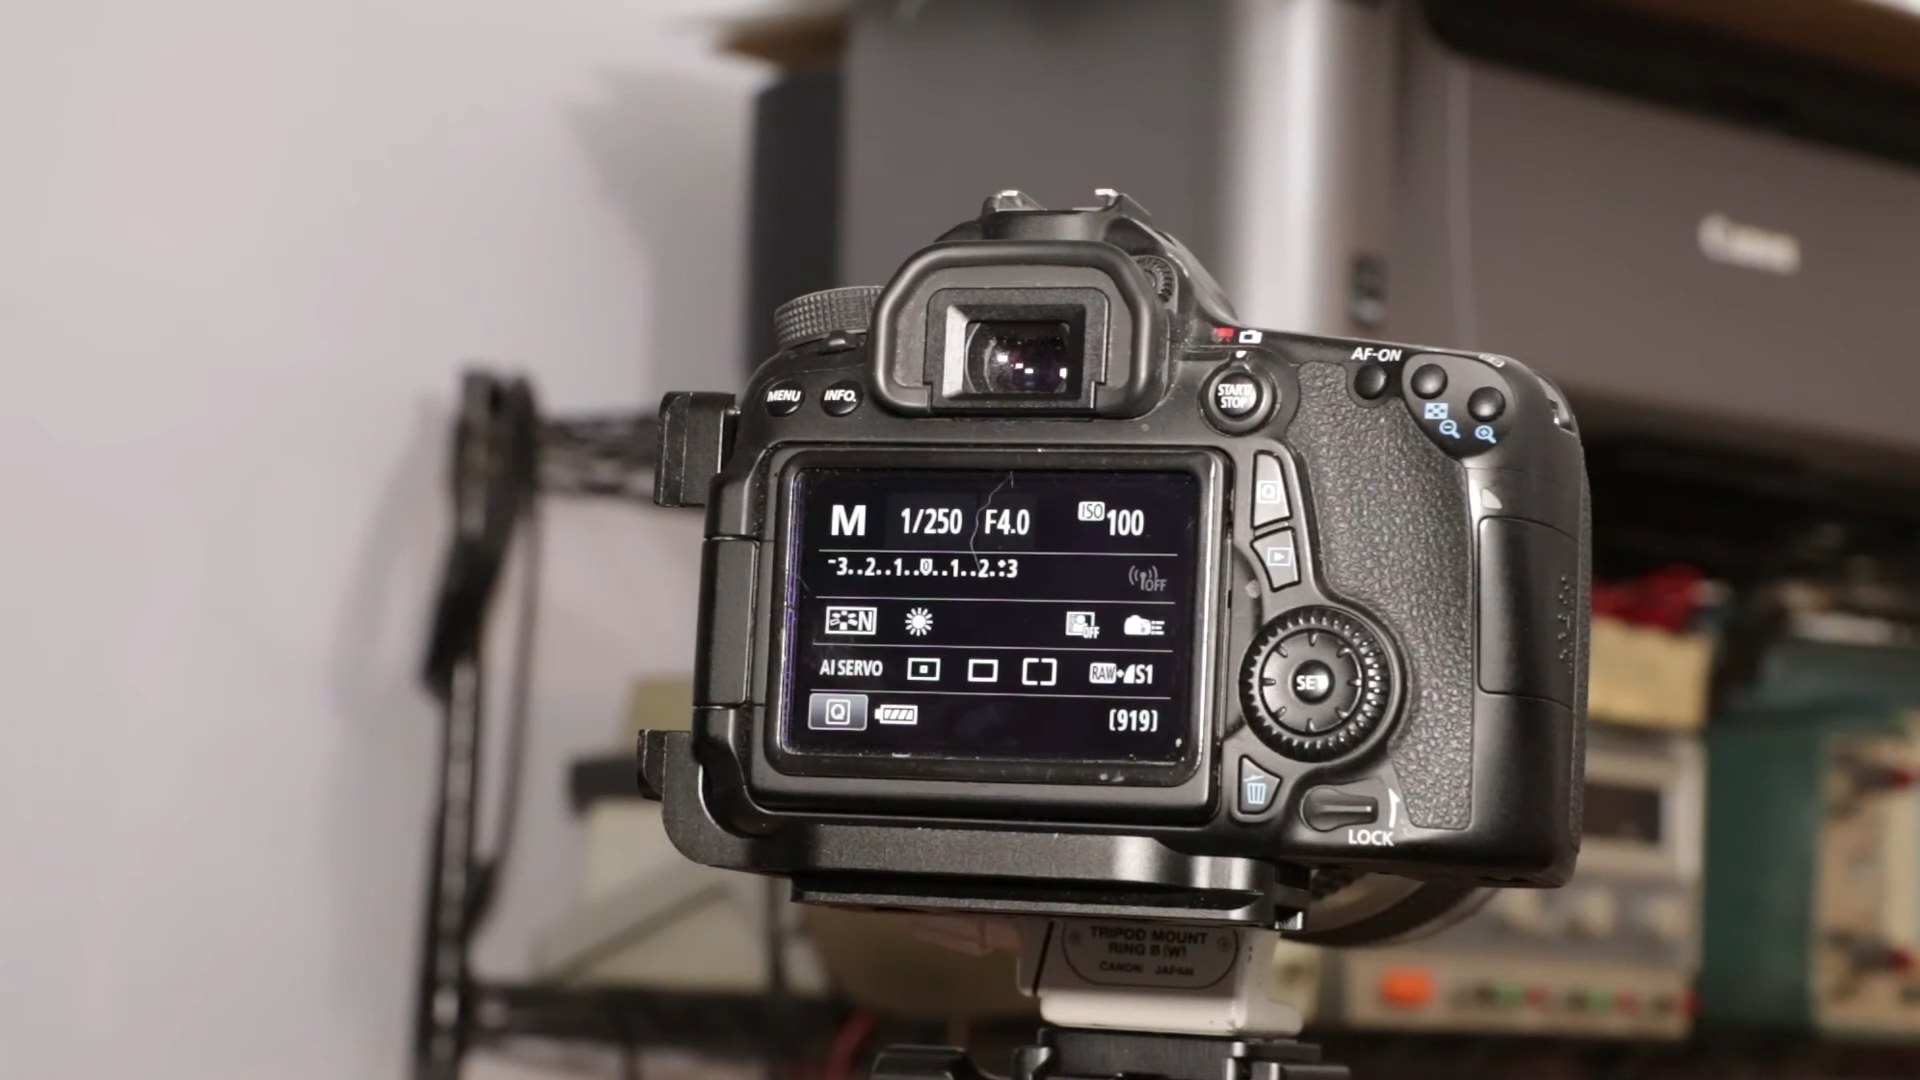 Canon
AF-ON
MENU INFO.
START/
STOP
M 1/250 F4.0 ISO 100
-3..2..1..0..1..2.:+3
OFF
N OFF
AI SERVO RAW+S1
Q [919]
SET
LOCK
TRIPOD MOUNT
RING B (W)
CANON JAPAN